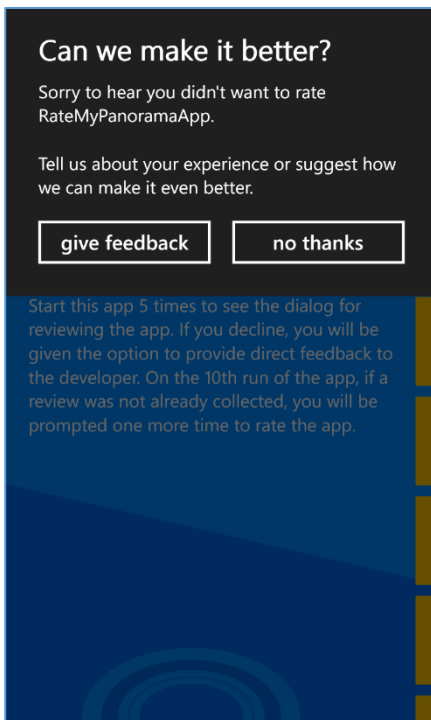 Can we make it better?
Sorry to hear you didn't want to rate
RateMyPanoramaApp.
Tell us about your experience or suggest how
we can make it even better.
give feedback
no thanks
Start this app 5 times to see the dialog for
reviewing the app. If you decline, you will be
given the option to provide direct feedback to
the developer. On the 10th run of the app, if a
review was not already collected, you will be
prompted one more time to rate the app.